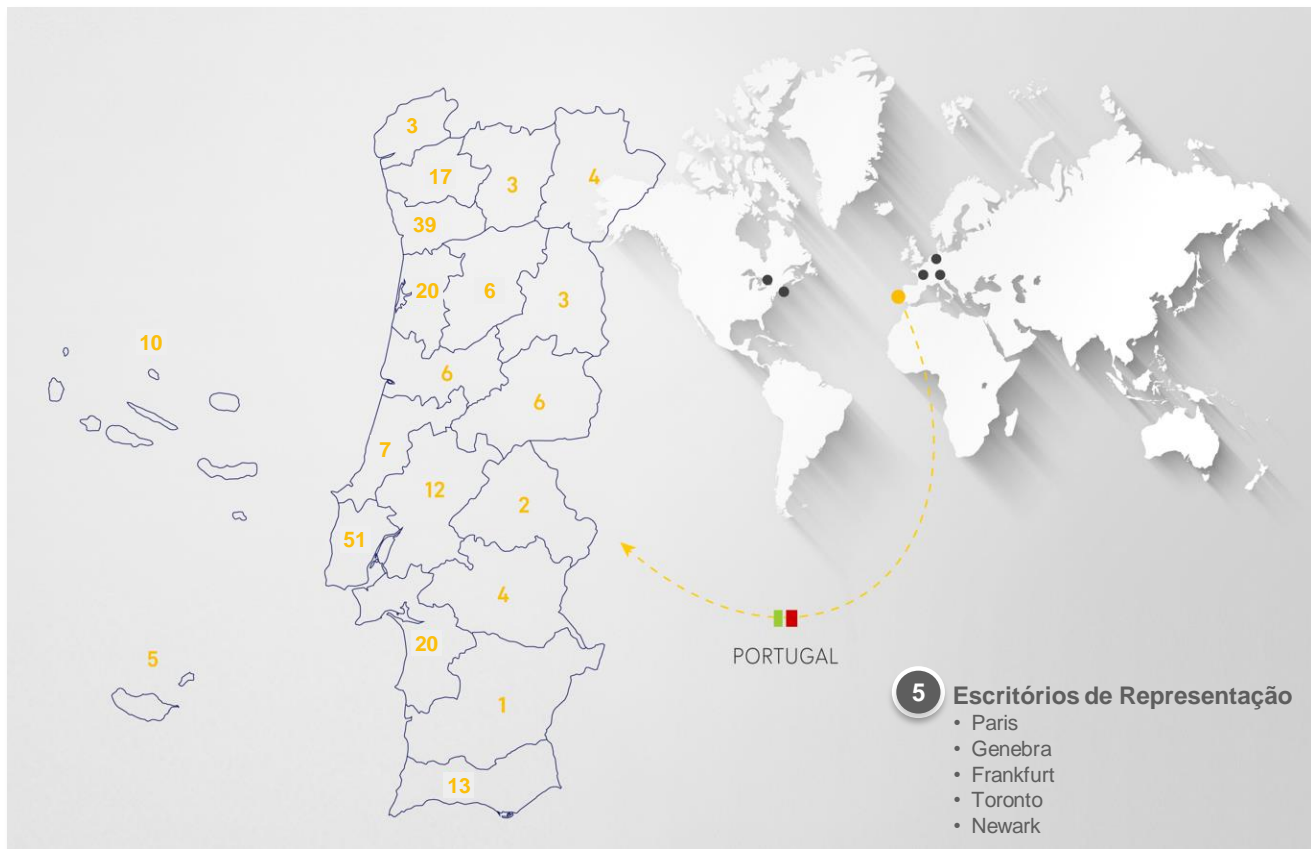 3
17
3
4
39
20
6
3
10
6
6
7
12
2
51
4
20
5
1
13
PORTUGAL
5 Escritórios de Representação
• Paris
• Genebra
• Frankfurt
• Toronto
• Newark